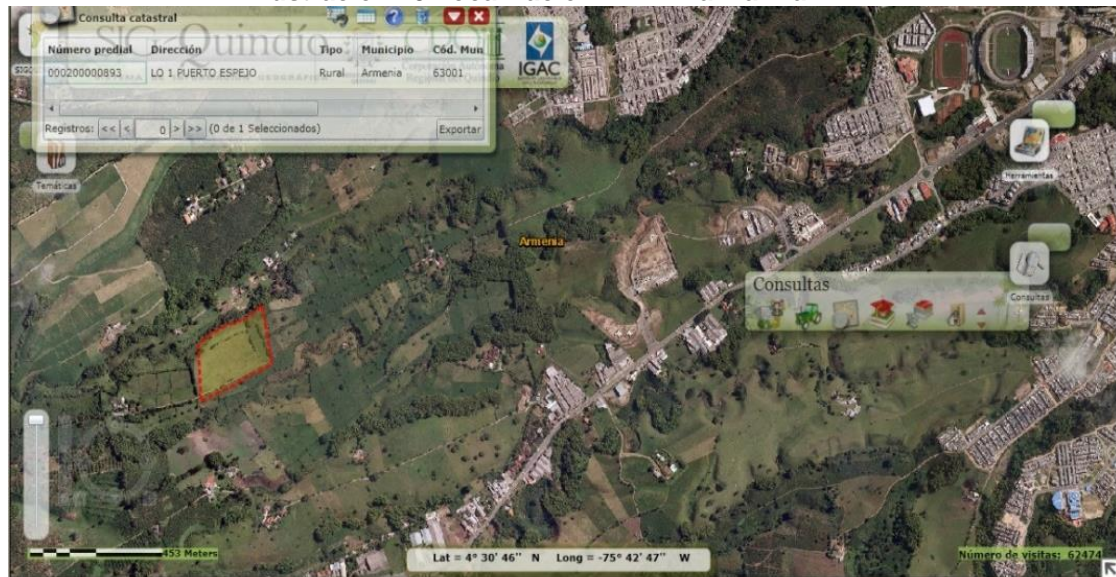 Consulta catastral
SIG Quindío
Número predial Dirección Tipo Municipio Cód. Mun
000200000893 LO 1 PUERTO ESPEJO Rural Armenia 63001
IGAC
Registros: << < 0 > >> (0 de 1 Seleccionados) Exportar
Temáticas
Herramientas
Armenia
Consultas
Consultas
453 Meters
Lat = 4° 30' 46'' N Long = -75° 42' 47'' W
Número de visitas: 62474